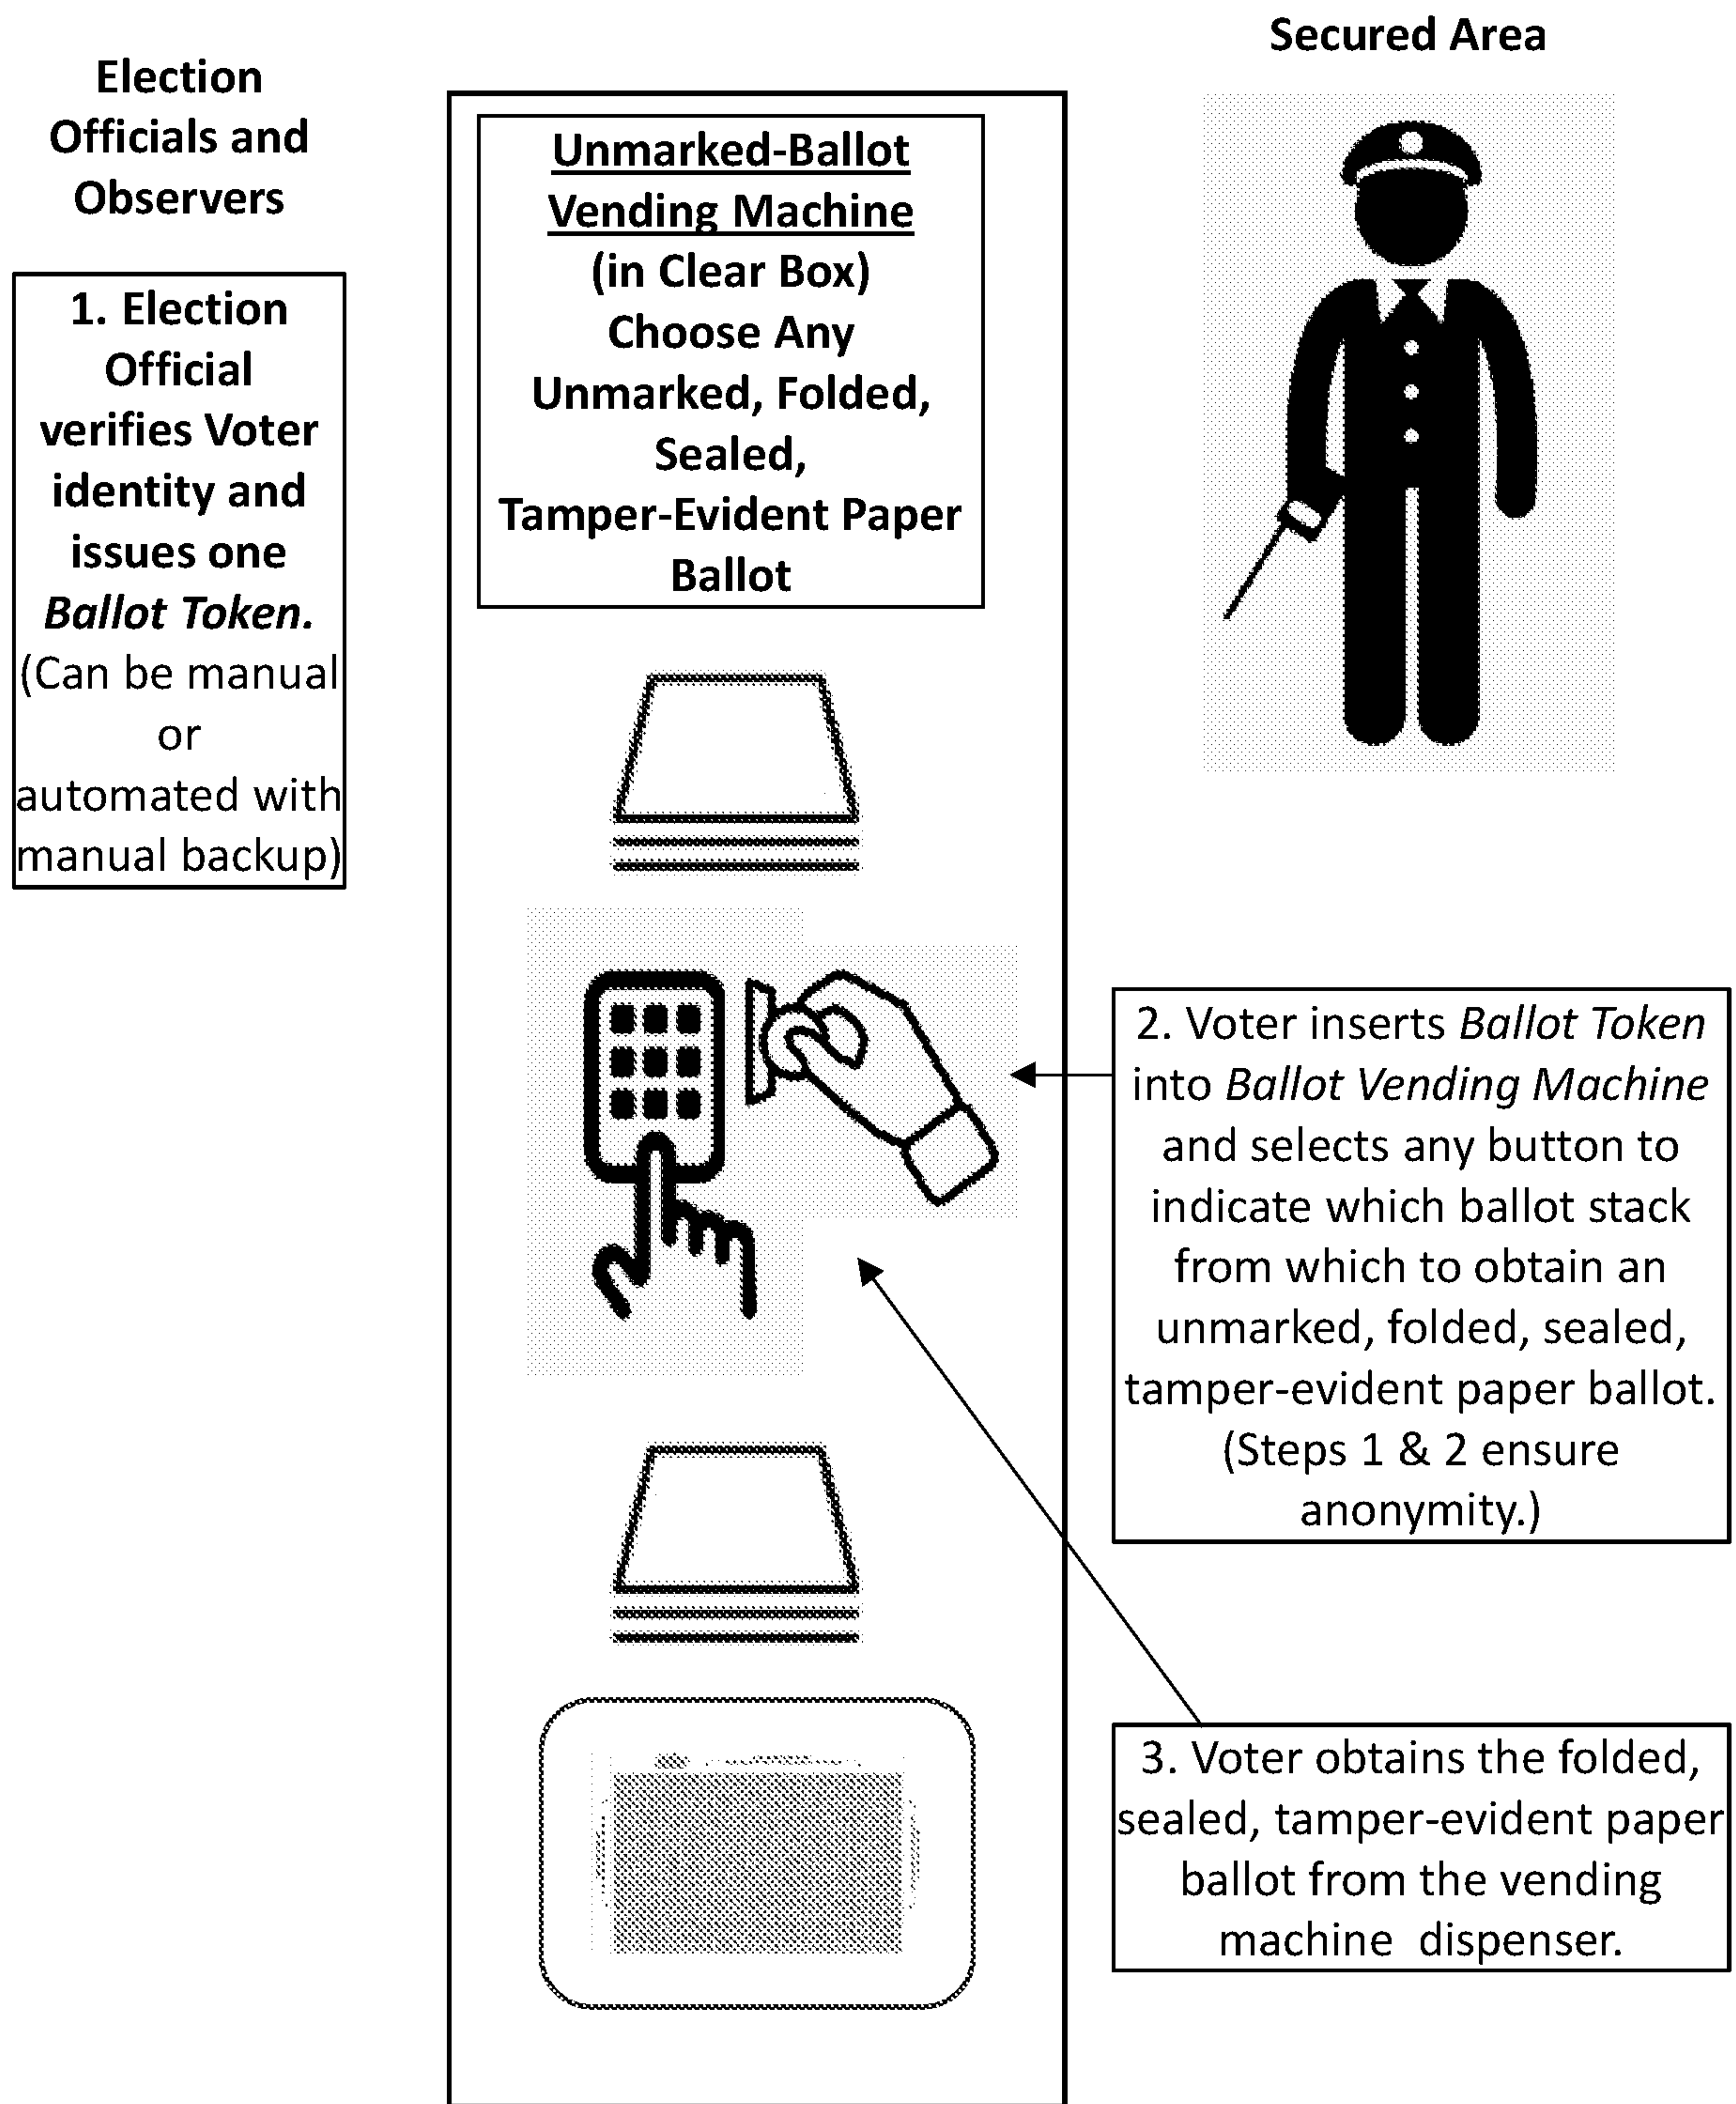 Secured Area
Election
Officials and
Observers
1. Election
Official
verifies Voter
identity and
issues one
Ballot Token.
(Can be manual
or
automated with
manual backup)
Unmarked-Ballot
Vending Machine
(in Clear Box)
Choose Any
Unmarked, Folded,
Sealed,
Tamper-Evident Paper
Ballot
2. Voter inserts Ballot Token
into Ballot Vending Machine
and selects any button to
indicate which ballot stack
from which to obtain an
unmarked, folded, sealed,
tamper-evident paper ballot.
(Steps 1 & 2 ensure
anonymity.)
3. Voter obtains the folded,
sealed, tamper-evident paper
ballot from the vending
machine dispenser.